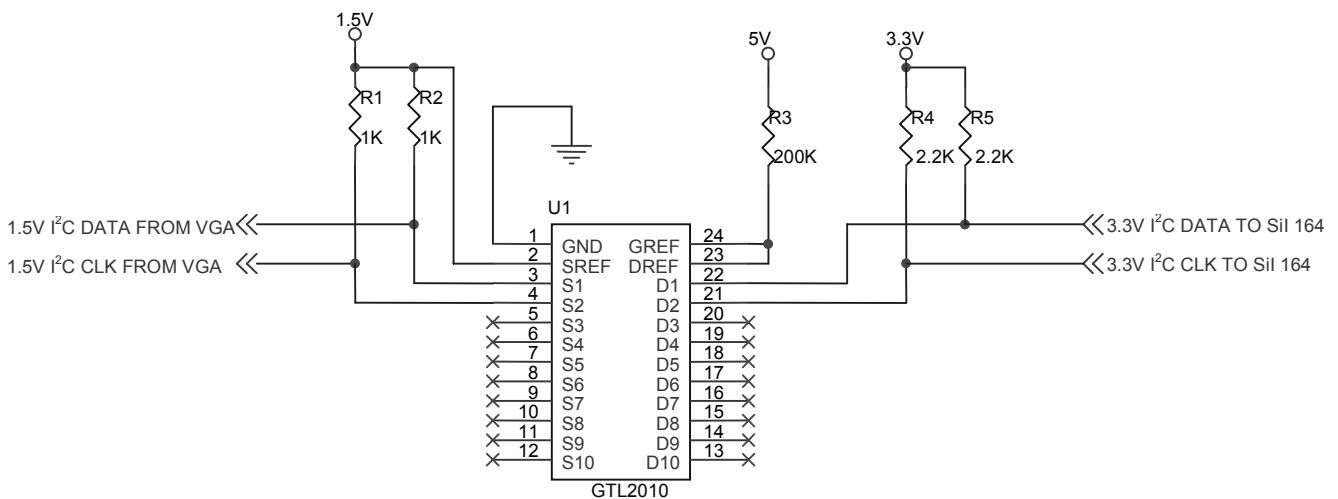 1.5V
5V
3.3V
R1
1K
R2
1K
R3
200K
R4
2.2K
R5
2.2K
1.5V I²C DATA FROM VGA
1.5V I²C CLK FROM VGA
3.3V I²C DATA TO SiI 164
3.3V I²C CLK TO SiI 164
U1
1 GND GREF 24
2 SREF DREF 23
3 S1 D1 22
4 S2 D2 21
5 S3 D3 20
6 S4 D4 19
7 S5 D5 18
8 S6 D6 17
9 S7 D7 16
10 S8 D8 15
11 S9 D9 14
12 S10 D10 13
GTL2010